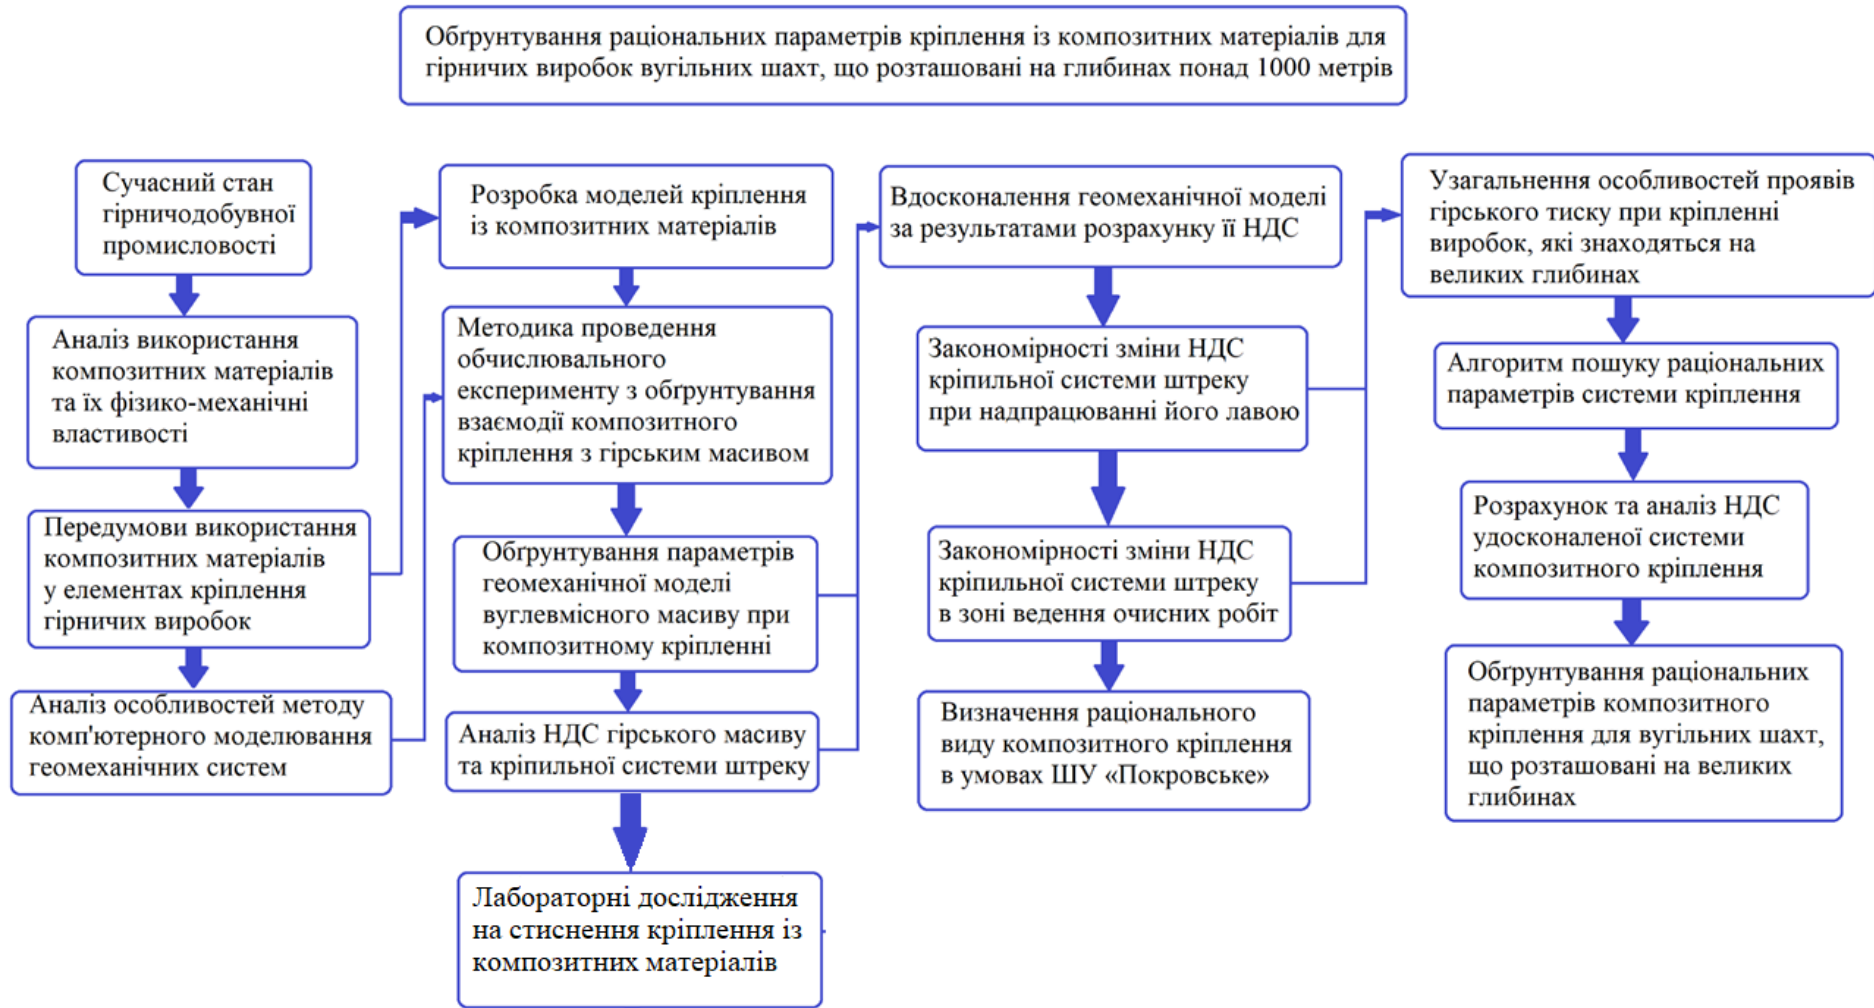 Обґрунтування раціональних параметрів кріплення із композитних матеріалів для
гірничих виробок вугільних шахт, що розташовані на глибинах понад 1000 метрів
Сучасний стан
гірничодобувної
промисловості
Аналіз використання
композитних матеріалів
та їх фізико-механічні
властивості
Передумови використання
композитних матеріалів
у елементах кріплення
гірничих виробок
Аналіз особливостей методу
комп'ютерного моделювання
геомеханічних систем
Розробка моделей кріплення
із композитних матеріалів
Методика проведення
обчислювального
експерименту з обґрунтування
взаємодії композитного
кріплення з гірським масивом
Обґрунтування параметрів
геомеханічної моделі
вуглевмісного масиву при
композитному кріпленні
Аналіз НДС гірського масиву
та кріпильної системи штреку
Лабораторні дослідження
на стиснення кріплення із
композитних матеріалів
Вдосконалення геомеханічної моделі
за результатами розрахунку її НДС
Закономірності зміни НДС
кріпильної системи штреку
при надпрацюванні його лавою
Закономірності зміни НДС
кріпильної системи штреку
в зоні ведення очисних робіт
Визначення раціонального
виду композитного кріплення
в умовах ШУ «Покровське»
Узагальнення особливостей проявів
гірського тиску при кріпленні
виробок, які знаходяться на
великих глибинах
Алгоритм пошуку раціональних
параметрів системи кріплення
Розрахунок та аналіз НДС
удосконаленої системи
композитного кріплення
Обґрунтування раціональних
параметрів композитного
кріплення для вугільних шахт,
що розташовані на великих
глибинах